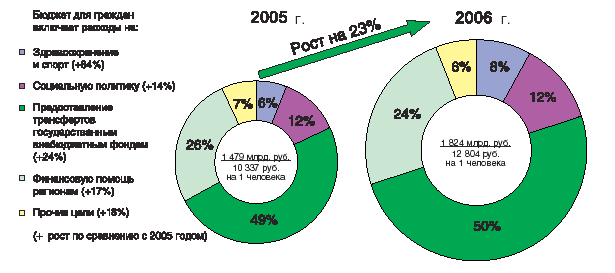 Бюджет для граждан
включает расходы на:
Здравоохранение
и спорт (+64%)
Социальную политику (+14%)
Предоставление
трансфертов
государственным
внебюджетным фондам
(+24%)
Финансовую помощь
регионам (+17%)
Прочие цели (+18%)
(+ рост по сравнению с 2005 годом)
2005 г.
Рост на 23%
2006 г.
7%
6%
12%
26%
49%
1 479 млрд. руб.
10 337 руб.
на 1 человека
6%
8%
12%
24%
50%
1 824 млрд. руб.
12 804 руб.
на 1 человека